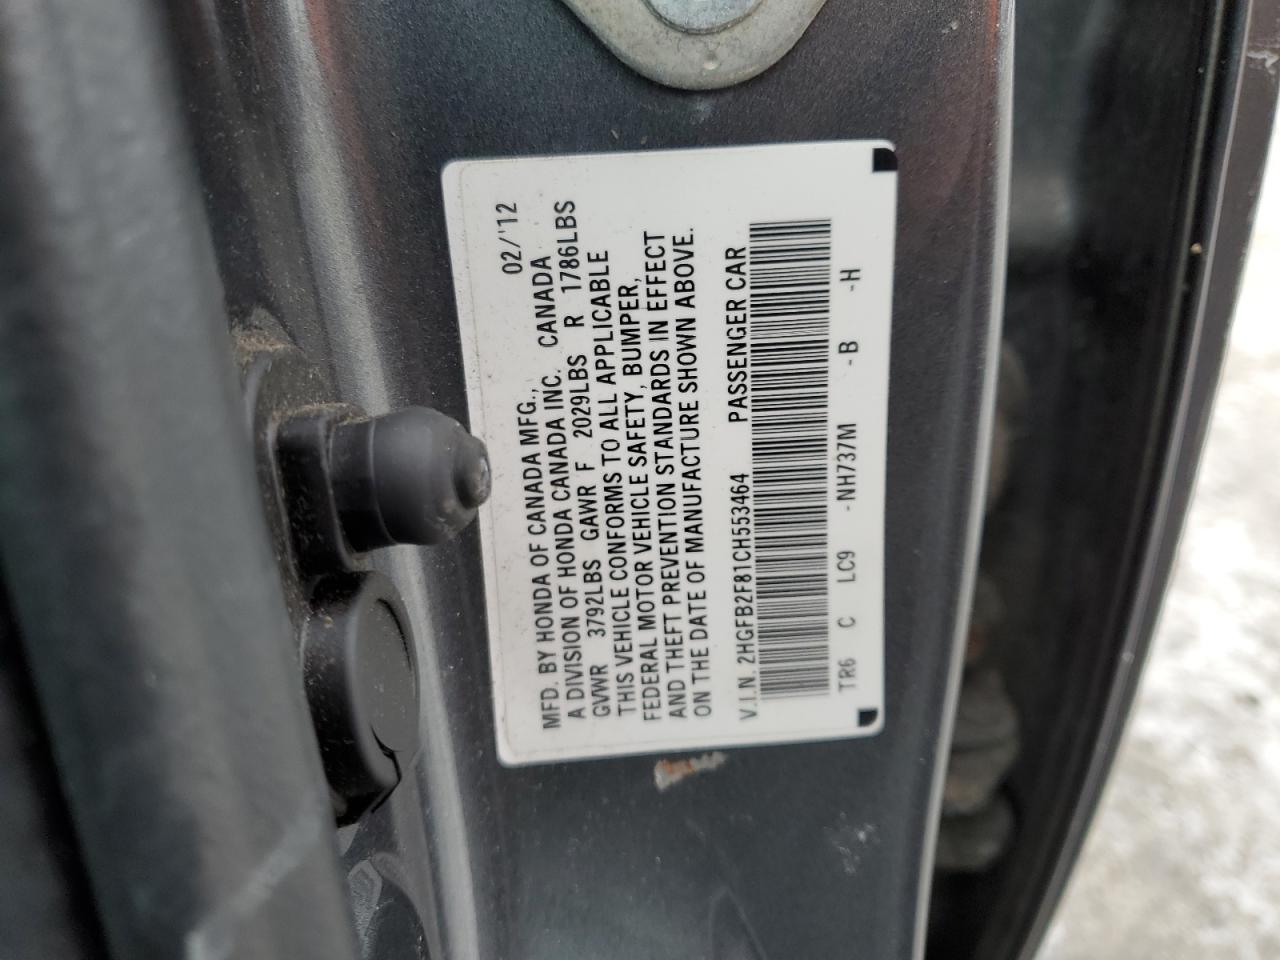 02/'12
MFD. BY HONDA OF CANADA MFG.,
A DIVISION OF HONDA CANADA INC. CANADA
GVWR 3792LBS GAWR F 2029LBS R 1786LBS
THIS VEHICLE CONFORMS TO ALL APPLICABLE
FEDERAL MOTOR VEHICLE SAFETY, BUMPER,
AND THEFT PREVENTION STANDARDS IN EFFECT
ON THE DATE OF MANUFACTURE SHOWN ABOVE.
V.I.N. 2HGFB2F81CH553464 PASSENGER CAR
TR6 C LC9 -NH737M -B -H